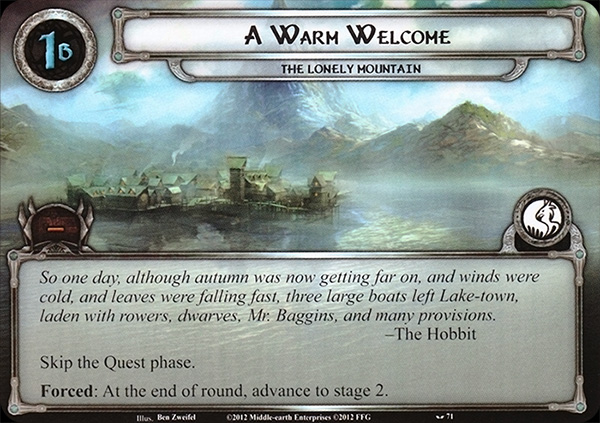 1B
A Warm Welcome
The Lonely Mountain
–
So one day, although autumn was now getting far on, and winds were
cold, and leaves were falling fast, three large boats left Lake-town,
laden with rowers, dwarves, Mr. Baggins, and many provisions.
–The Hobbit
Skip the Quest phase.
Forced: At the end of round, advance to stage 2.
Illus. Ben Zweifel ©2012 Middle-earth Enterprises ©2012 FFG 71